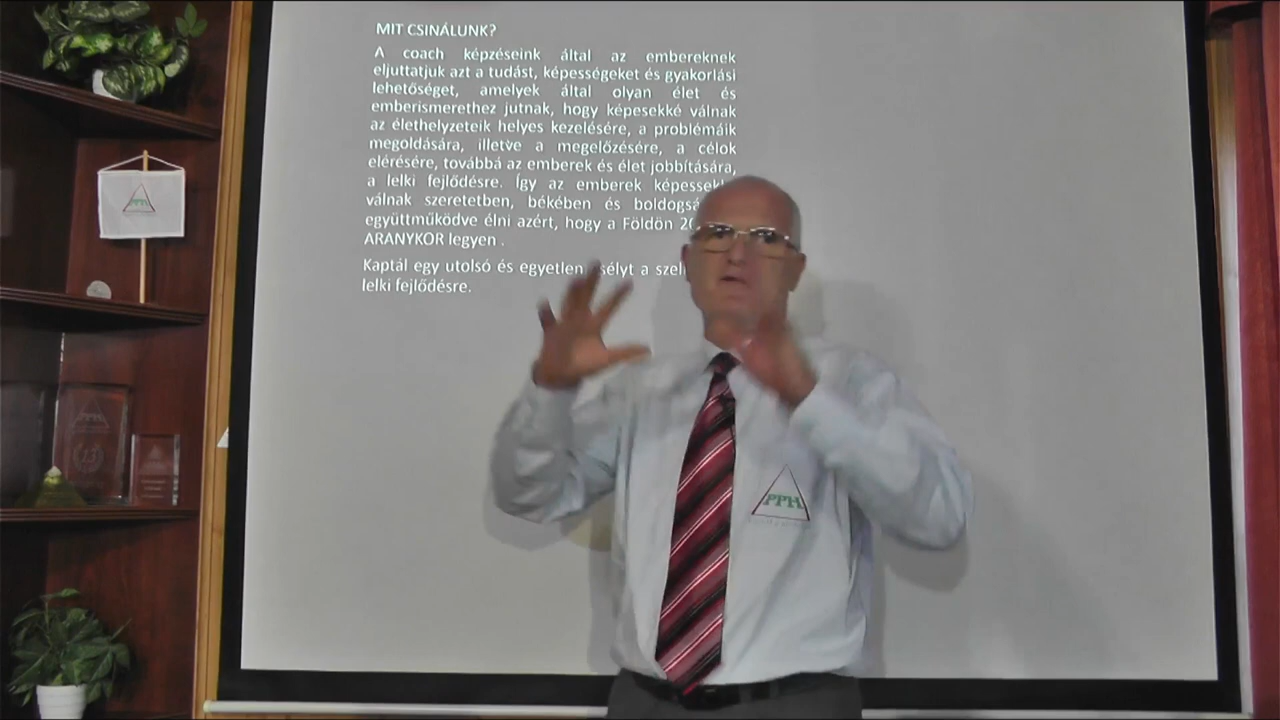 MIT CSINÁLUNK?
A coach képzéseink által az embereknek
eljuttatjuk azt a tudást, képességeket és gyakorlási
lehetőséget, amelyek által olyan élet és
emberismerethez jutnak, hogy képesekké válnak
az élethelyzeteik helyes kezelésére, a problémáik
megoldására, illetve a megelőzésére, a célok
elérésére, továbbá az emberek és élet jobbítására,
a lelki fejlődésre. Így az emberek
válnak szeretetben, békében és
együttműködve élni azért, hogy a Földön
ARANYKOR legyen .
Kaptál egy utolsó és egyetlen a
lelki fejlődésre.
PPH
PPH
PPH
13